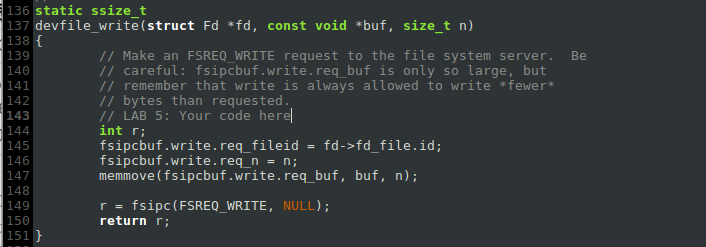 136 static ssize_t
137 devfile_write(struct Fd *fd, const void *buf, size_t n)
138 {
139         // Make an FSREQ_WRITE request to the file system server.  Be
140         // careful: fsipcbuf.write.req_buf is only so large, but
141         // remember that write is always allowed to write *fewer*
142         // bytes than requested.
143         // LAB 5: Your code here
144         int r;
145         fsipcbuf.write.req_fileid = fd->fd_file.id;
146         fsipcbuf.write.req_n = n;
147         memmove(fsipcbuf.write.req_buf, buf, n);
148
149         r = fsipc(FSREQ_WRITE, NULL);
150         return r;
151 }